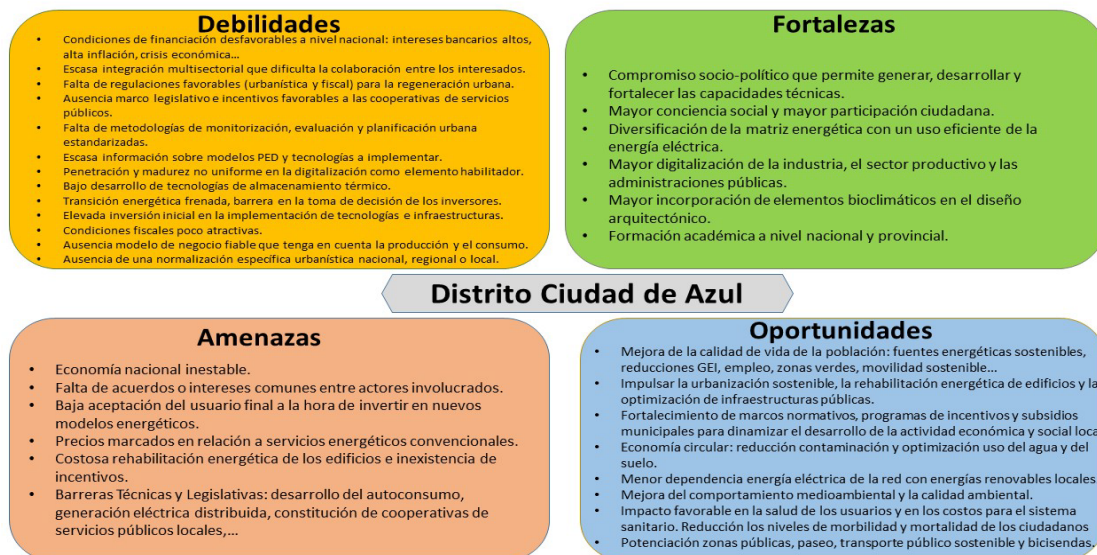 Debilidades
• Condiciones de financiación desfavorables a nivel nacional: intereses bancarios altos,
alta inflación, crisis económica...
• Escasa integración multisectorial que dificulta la colaboración entre los interesados.
• Falta de regulaciones favorables (urbanística y fiscal) para la regeneración urbana.
• Ausencia marco legislativo e incentivos favorables a las cooperativas de servicios
públicos.
• Falta de metodologías de monitorización, evaluación y planificación urbana
estandarizadas.
• Escasa información sobre modelos PED y tecnologías a implementar.
• Penetración y madurez no uniforme en la digitalización como elemento habilitador.
• Bajo desarrollo de tecnologías de almacenamiento térmico.
• Transición energética frenada, barrera en la toma de decisión de los inversores.
• Elevada inversión inicial en la implementación de tecnologías e infraestructuras.
• Condiciones fiscales poco atractivas.
• Ausencia modelo de negocio fiable que tenga en cuenta la producción y el consumo.
• Ausencia de una normalización específica urbanística nacional, regional o local.
Fortalezas
• Compromiso socio-político que permite generar, desarrollar y
fortalecer las capacidades técnicas.
• Mayor conciencia social y mayor participación ciudadana.
• Diversificación de la matriz energética con un uso eficiente de la
energía eléctrica.
• Mayor digitalización de la industria, el sector productivo y las
administraciones públicas.
• Mayor incorporación de elementos bioclimáticos en el diseño
arquitectónico.
• Formación académica a nivel nacional y provincial.
Distrito Ciudad de Azul
Amenazas
• Economía nacional inestable.
• Falta de acuerdos o intereses comunes entre actores involucrados.
• Baja aceptación del usuario final a la hora de invertir en nuevos
modelos energéticos.
• Precios marcados en relación a servicios energéticos convencionales.
• Costosa rehabilitación energética de los edificios e inexistencia de
incentivos.
• Barreras Técnicas y Legislativas: desarrollo del autoconsumo,
generación eléctrica distribuida, constitución de cooperativas de
servicios públicos locales,...
Oportunidades
• Mejora de la calidad de vida de la población: fuentes energéticas sostenibles,
reducciones GEI, empleo, zonas verdes, movilidad sostenible...
• Impulsar la urbanización sostenible, la rehabilitación energética de edificios y la
optimización de infraestructuras públicas.
• Fortalecimiento de marcos normativos, programas de incentivos y subsidios
municipales para dinamizar el desarrollo de la actividad económica y social loca
• Economía circular: reducción contaminación y optimización uso del agua y del
suelo.
• Menor dependencia energía eléctrica de la red con energías renovables locales
• Mejora del comportamiento medioambiental y la calidad ambiental.
• Impacto favorable en la salud de los usuarios y en los costos para el sistema
sanitario. Reducción los niveles de morbilidad y mortalidad de los ciudadanos
• Potenciación zonas públicas, paseo, transporte público sostenible y bicisendas.